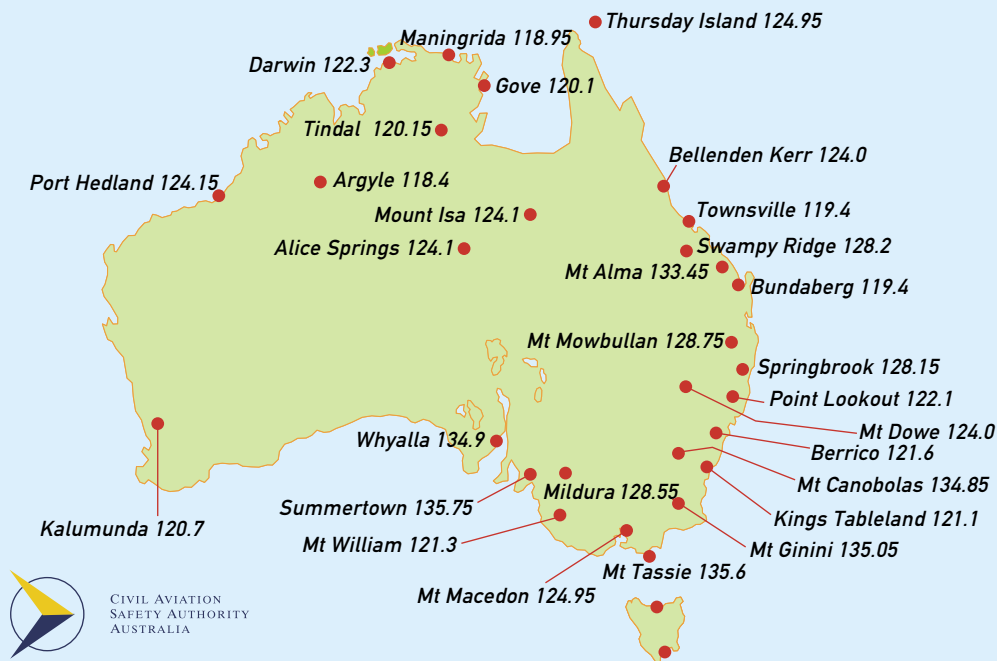 Thursday Island 124.95
Maningrida 118.95
Darwin 122.3
Gove 120.1
Tindal 120.15
Bellenden Kerr 124.0
Port Hedland 124.15
Argyle 118.4
Mount Isa 124.1
Townsville 119.4
Alice Springs 124.1
Swampy Ridge 128.2
Mt Alma 133.45
Bundaberg 119.4
Mt Mowbullan 128.75
Springbrook 128.15
Point Lookout 122.1
Mt Dowe 124.0
Whyalla 134.9
Berrico 121.6
Mt Canobolas 134.85
Mildura 128.55
Summertown 135.75
Kings Tableland 121.1
Kalumunda 120.7
Mt William 121.3
Mt Ginini 135.05
Mt Tassie 135.6
Mt Macedon 124.95
CIVIL AVIATION
SAFETY AUTHORITY
AUSTRALIA